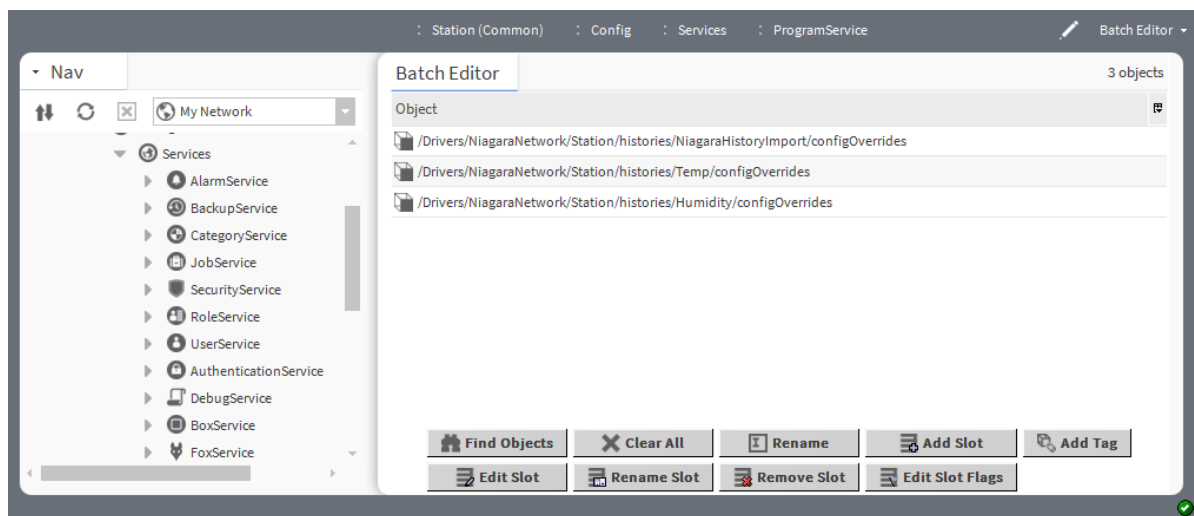 : Station (Common) : Config : Services : ProgramService Batch Editor
Nav
My Network
Services
AlarmService
BackupService
CategoryService
JobService
SecurityService
RoleService
UserService
AuthenticationService
DebugService
BoxService
FoxService
Batch Editor 3 objects
Object
/Drivers/NiagaraNetwork/Station/histories/NiagaraHistoryImport/configOverrides
/Drivers/NiagaraNetwork/Station/histories/Temp/configOverrides
/Drivers/NiagaraNetwork/Station/histories/Humidity/configOverrides
Find Objects Clear All Rename Add Slot Add Tag
Edit Slot Rename Slot Remove Slot Edit Slot Flags